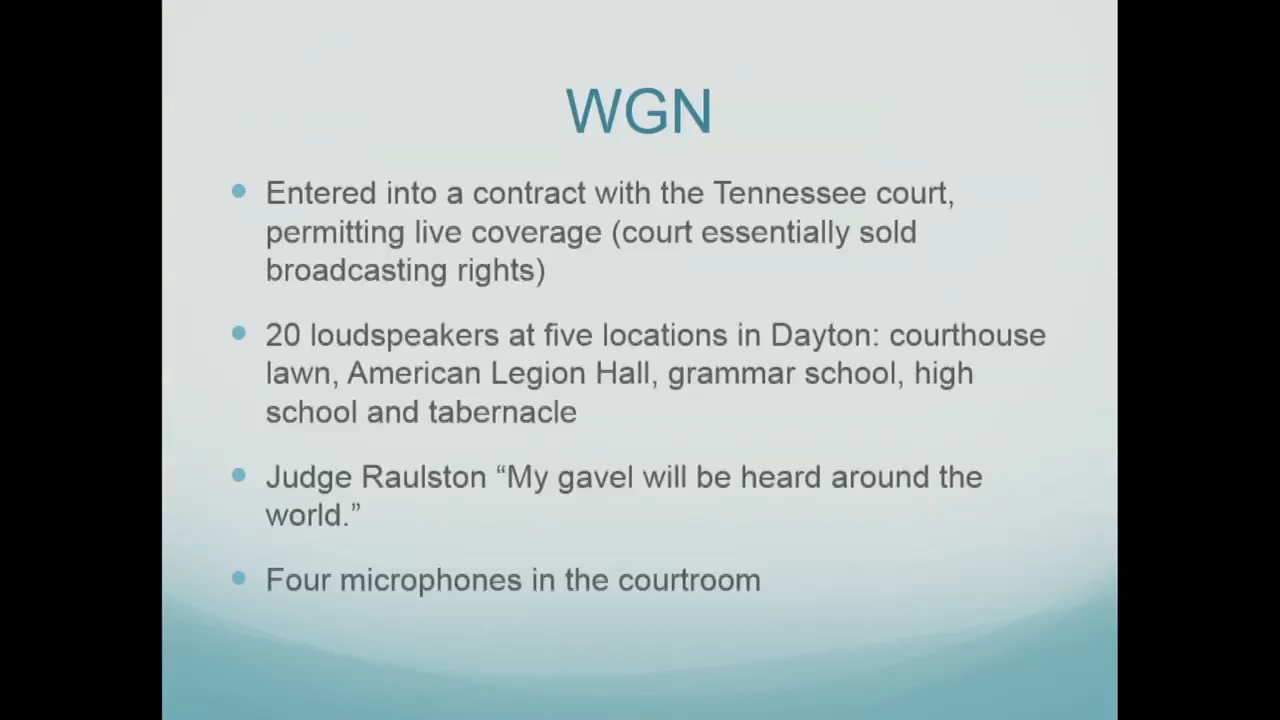 WGN
Entered into a contract with the Tennessee court,
permitting live coverage (court essentially sold
broadcasting rights)
20 loudspeakers at five locations in Dayton: courthouse
lawn, American Legion Hall, grammar school, high
school and tabernacle
Judge Raulston “My gavel will be heard around the
world.”
Four microphones in the courtroom